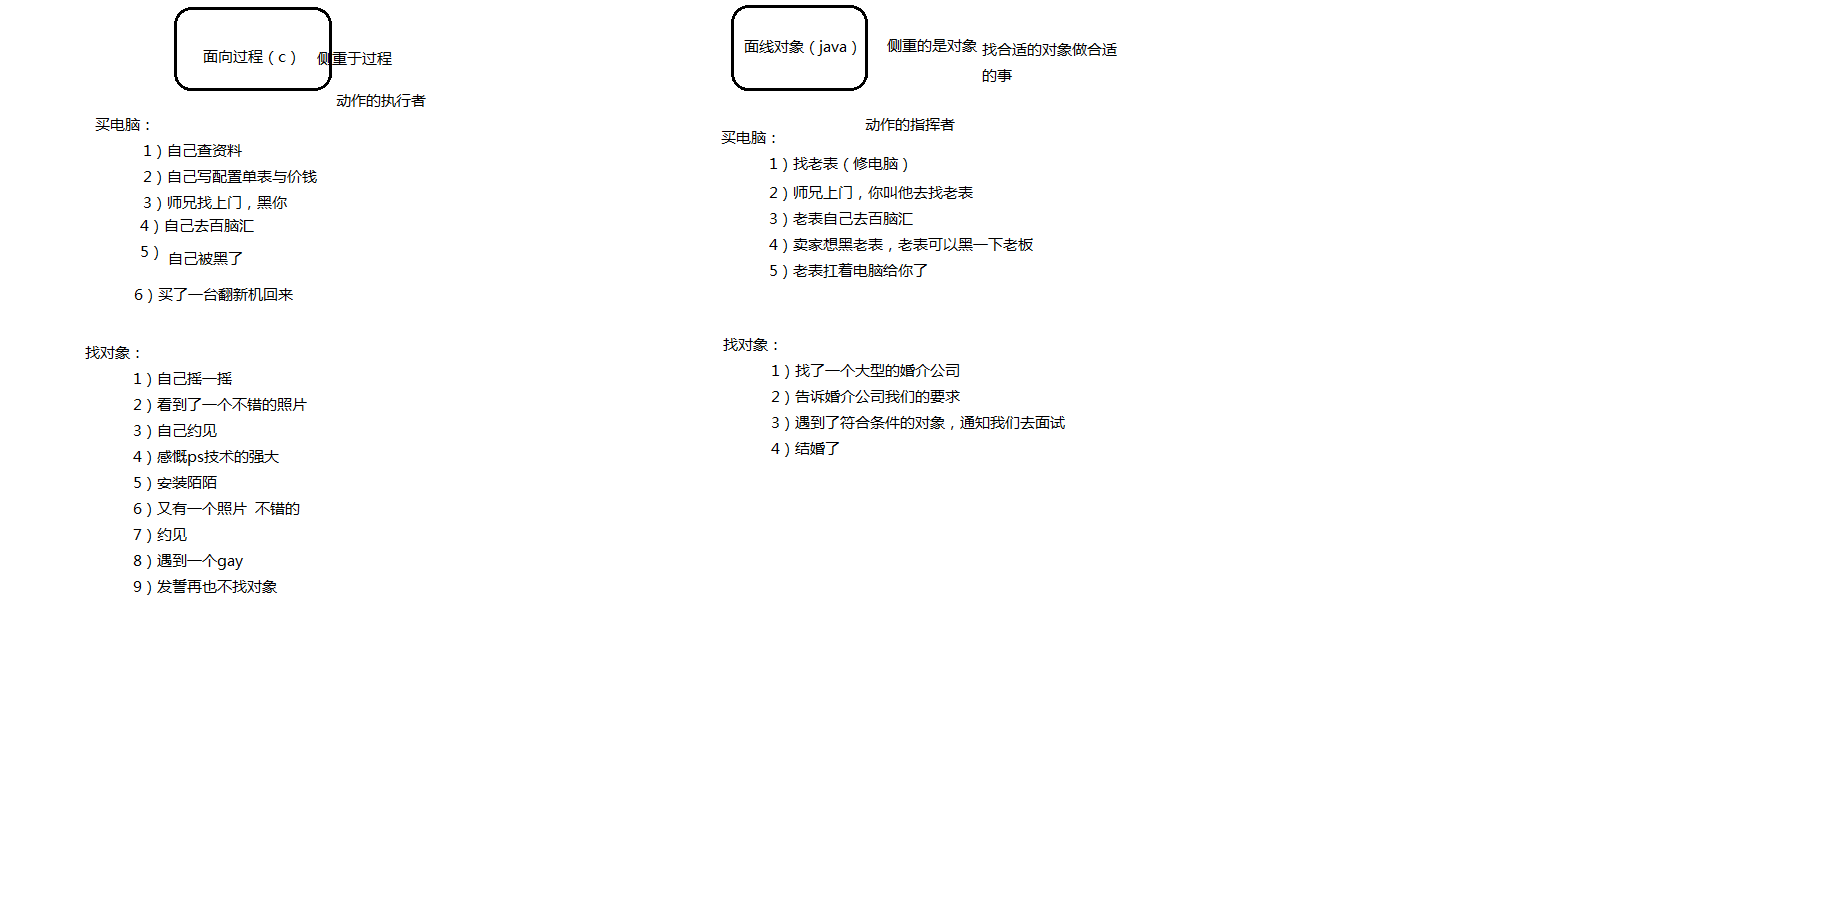 面向过程（c）
侧重于过程
动作的执行者
买电脑：
1）自己查资料
2）自己写配置单表与价钱
3）师兄找上门，黑你
4）自己去百脑汇
5）
自己被黑了
6）买了一台翻新机回来
找对象：
1）自己摇一摇
2）看到了一个不错的照片
3）自己约见
4）感慨ps技术的强大
5）安装陌陌
6）又有一个照片 不错的
7）约见
8）遇到一个gay
9）发誓再也不找对象
面线对象（java）
侧重的是对象
找合适的对象做合适
的事
动作的指挥者
买电脑：
1）找老表（修电脑）
2）师兄上门，你叫他去找老表
3）老表自己去百脑汇
4）卖家想黑老表，老表可以黑一下老板
5）老表扛着电脑给你了
找对象：
1）找了一个大型的婚介公司
2）告诉婚介公司我们的要求
3）遇到了符合条件的对象，通知我们去面试
4）结婚了